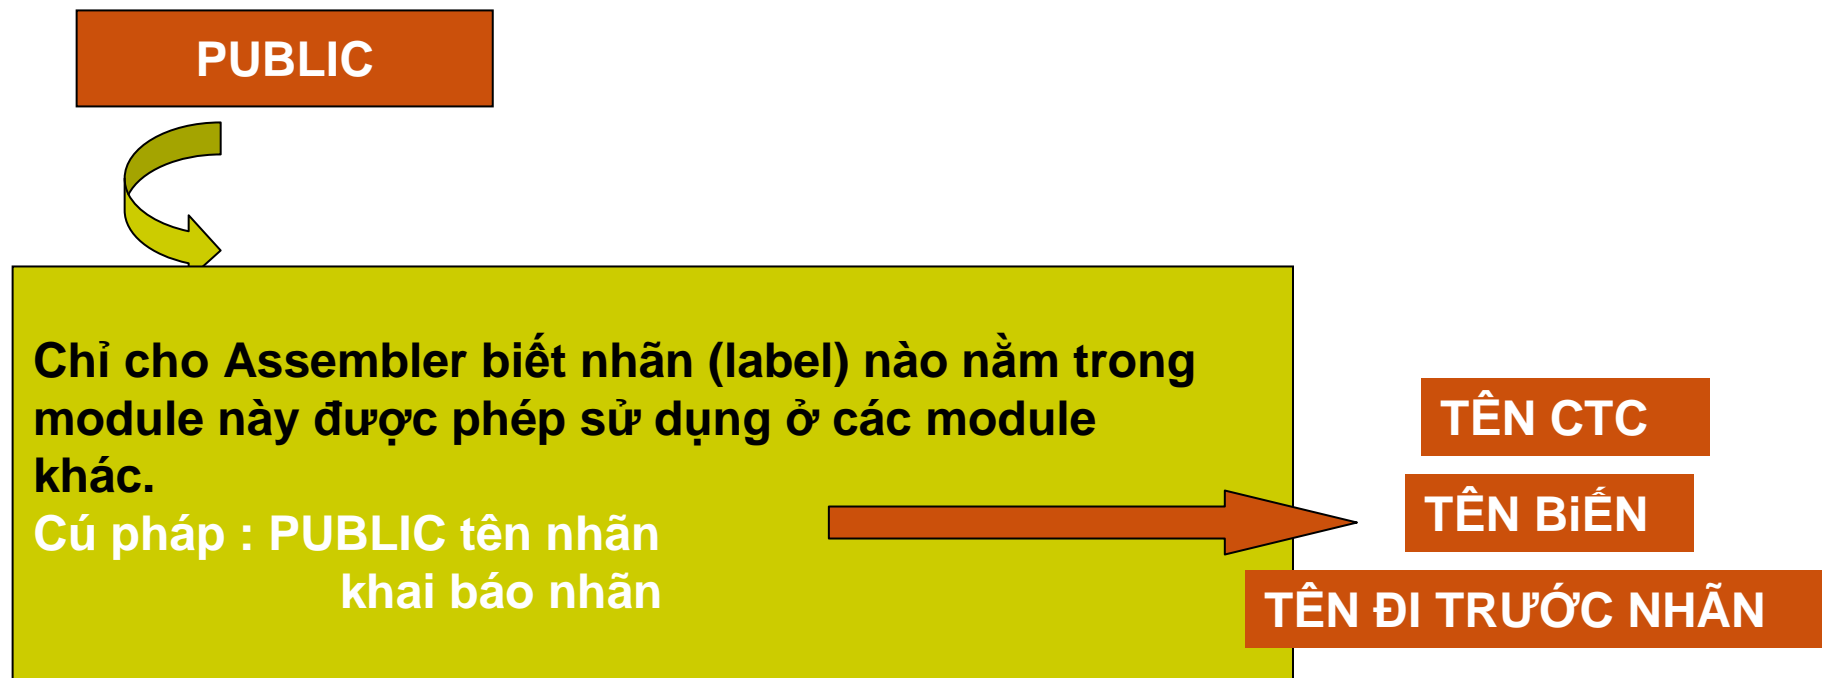 PUBLIC
Chỉ cho Assembler biết nhãn (label) nào nằm trong
module này được phép sử dụng ở các module
khác.
Cú pháp : PUBLIC tên nhãn
khai báo nhãn
TÊN CTC
TÊN BiẾN
TÊN ĐI TRƯỚC NHÃN